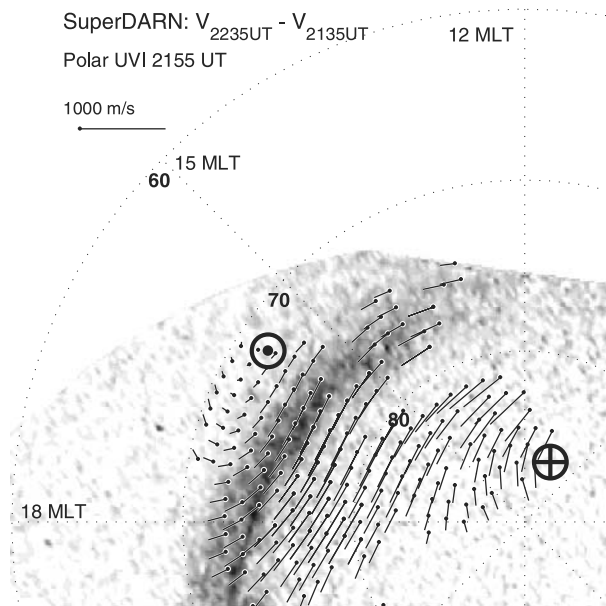 SuperDARN: V2235UT - V2135UT
12 MLT
Polar UVI 2155 UT
1000 m/s
15 MLT
60
70
80
18 MLT